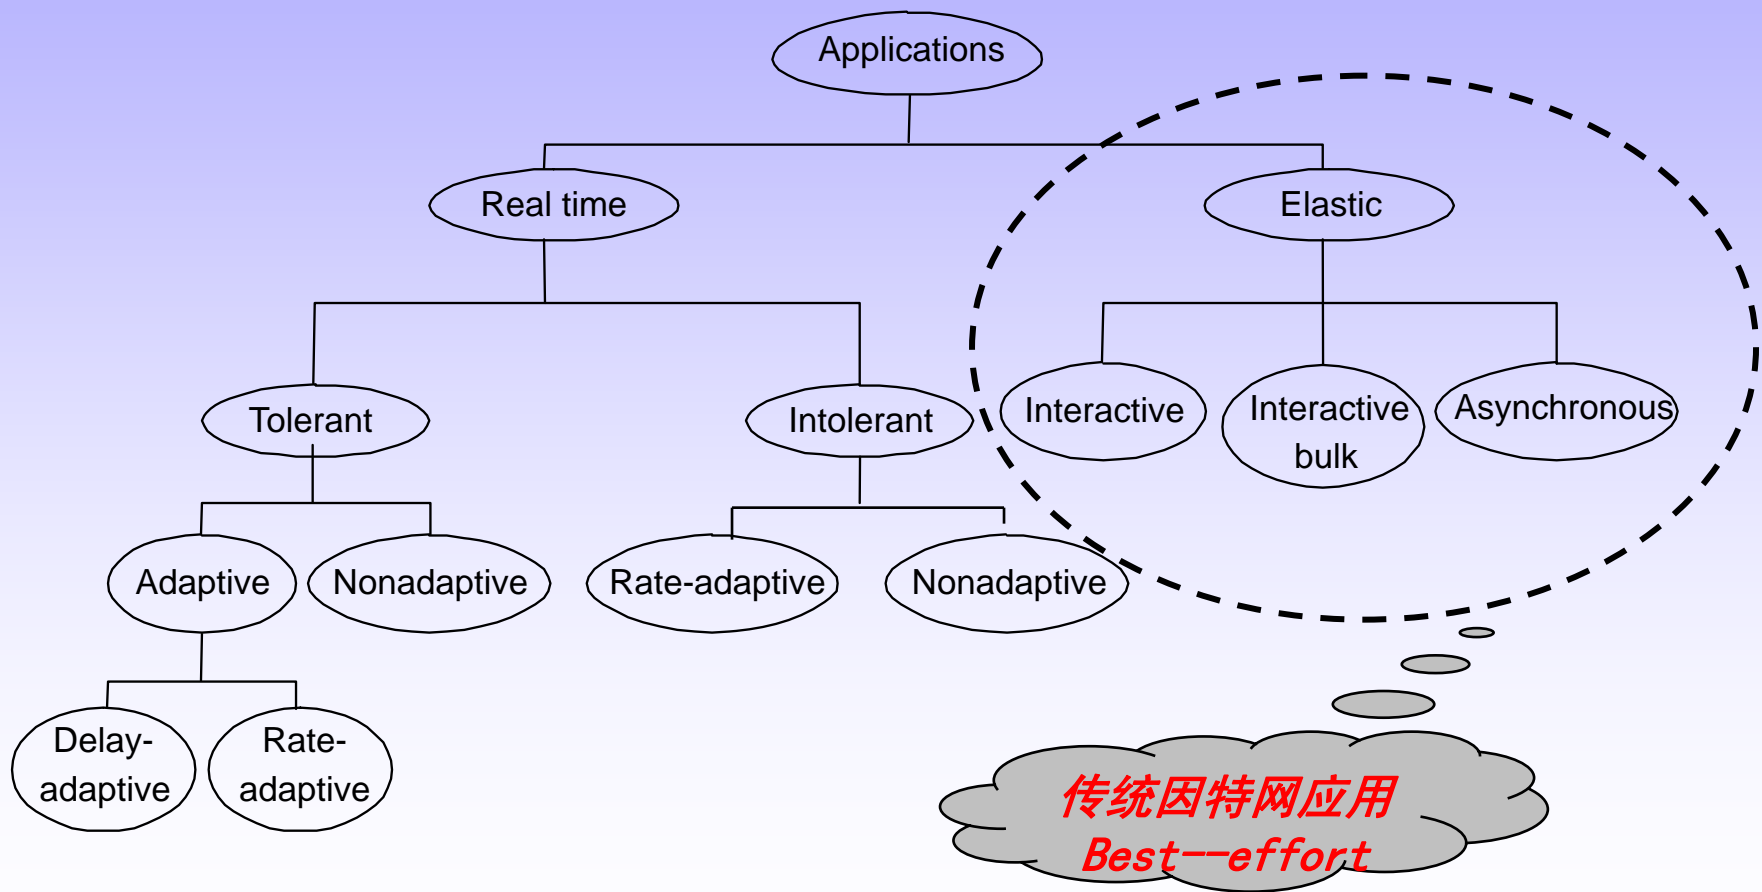 Applications
Real time
Elastic
Tolerant
Intolerant
Interactive
Interactive
bulk
Asynchronous
Adaptive
Nonadaptive
Rate-adaptive
Nonadaptive
Delay-
adaptive
Rate-
adaptive
传统因特网应用
Best--effort